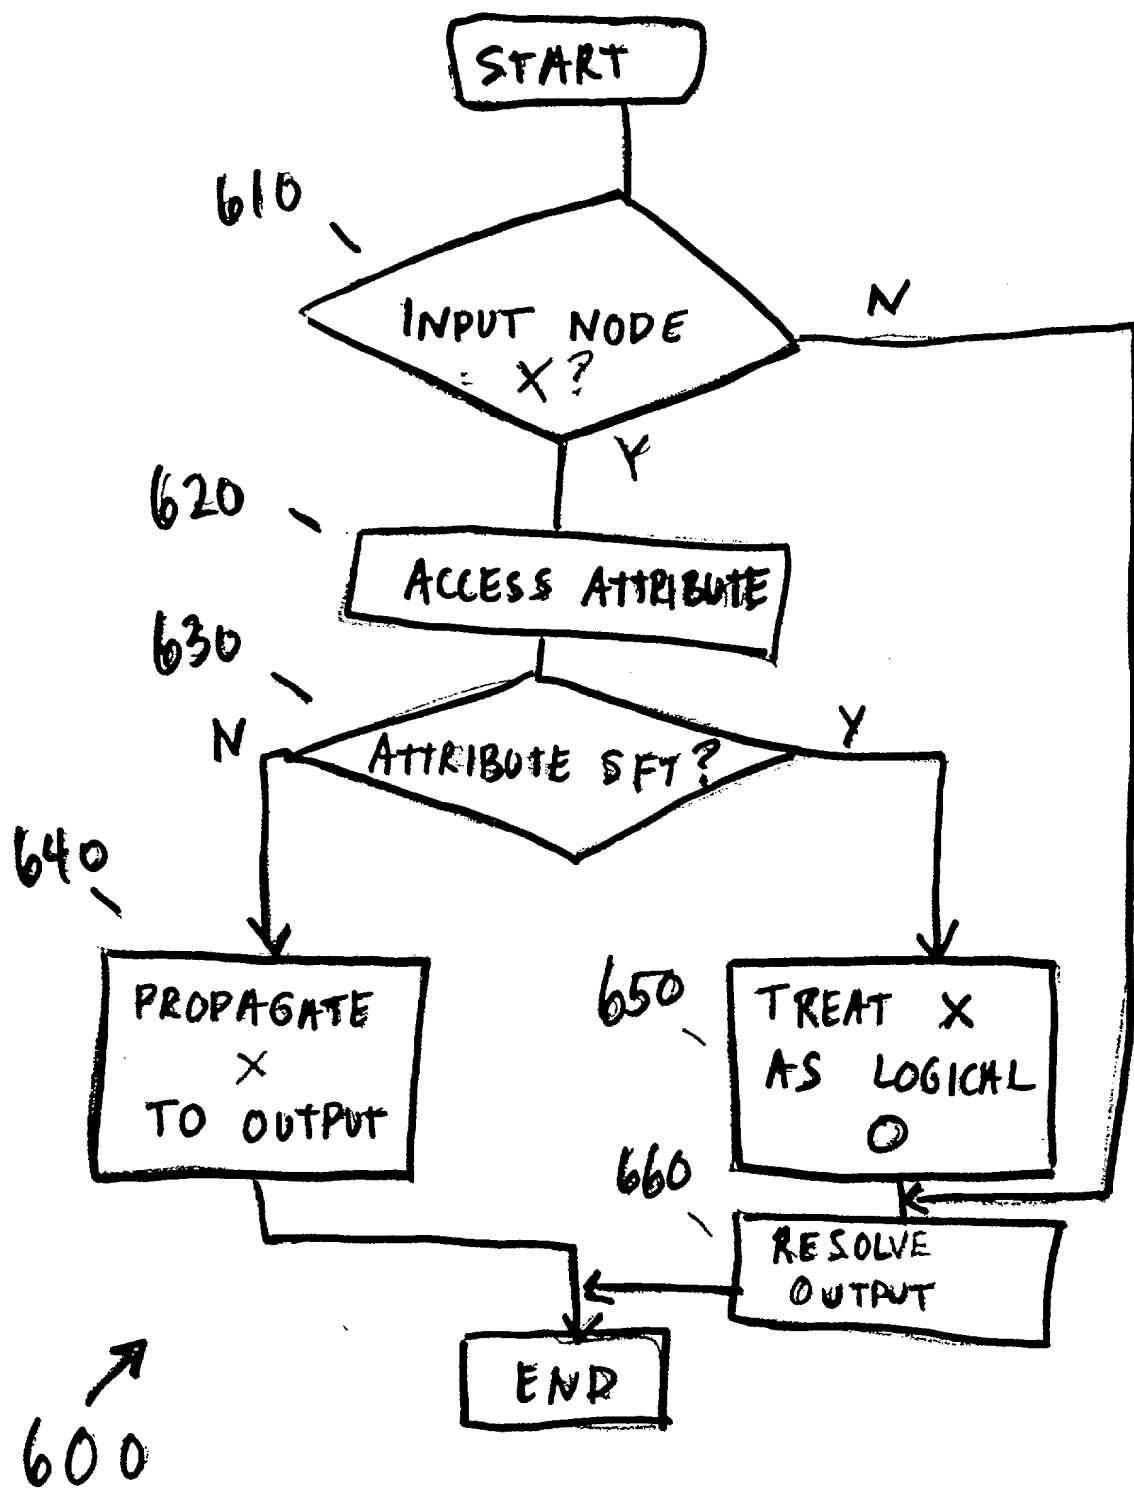 START
610
INPUT NODE
N
= X?
Y
620
ACCESS ATTRIBUTE
630
N
ATTRIBUTE SET?
Y
640
PROPAGATE
X
TO OUTPUT
650
TREAT X
AS LOGICAL
0
660
RESOLVE
OUTPUT
END
600